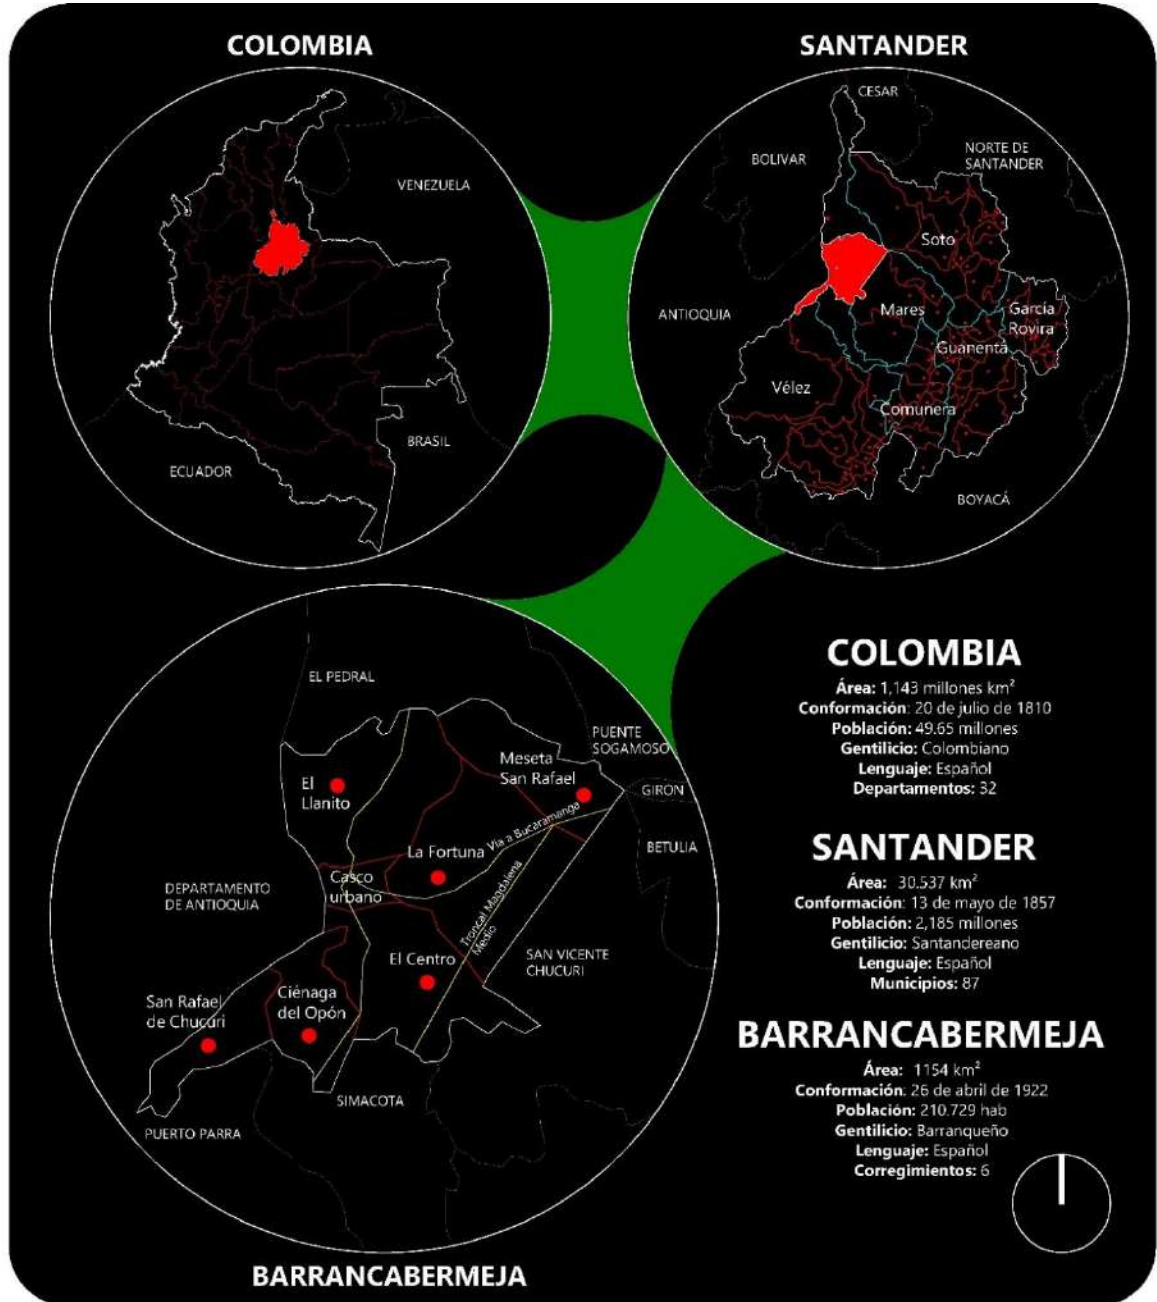 COLOMBIA
VENEZUELA
BRASIL
ECUADOR
SANTANDER
CESAR
BOLIVAR
NORTE DE
SANTANDER
Soto
ANTIOQUIA
Mares
García
Rovira
Guanentá
Vélez
Comunera
BOYACÁ
EL PEDRAL
PUENTE
SOGAMOSO
Meseta
San Rafael
El
Llanito
GIRON
Vía a Bucaramanga
BETULIA
La Fortuna
Casco
urbano
DEPARTAMENTO
DE ANTIOQUIA
Troncal Magdalena
Medio
El Centro
SAN VICENTE
CHUCURI
San Rafael
de Chucurí
Ciénaga
del Opón
SIMACOTA
PUERTO PARRA
BARRANCABERMEJA
COLOMBIA
Área: 1,143 millones km²
Conformación: 20 de julio de 1810
Población: 49.65 millones
Gentilicio: Colombiano
Lenguaje: Español
Departamentos: 32
SANTANDER
Área: 30.537 km²
Conformación: 13 de mayo de 1857
Población: 2,185 millones
Gentilicio: Santandereano
Lenguaje: Español
Municipios: 87
BARRANCABERMEJA
Área: 1154 km²
Conformación: 26 de abril de 1922
Población: 210.729 hab
Gentilicio: Barranqueño
Lenguaje: Español
Corregimientos: 6